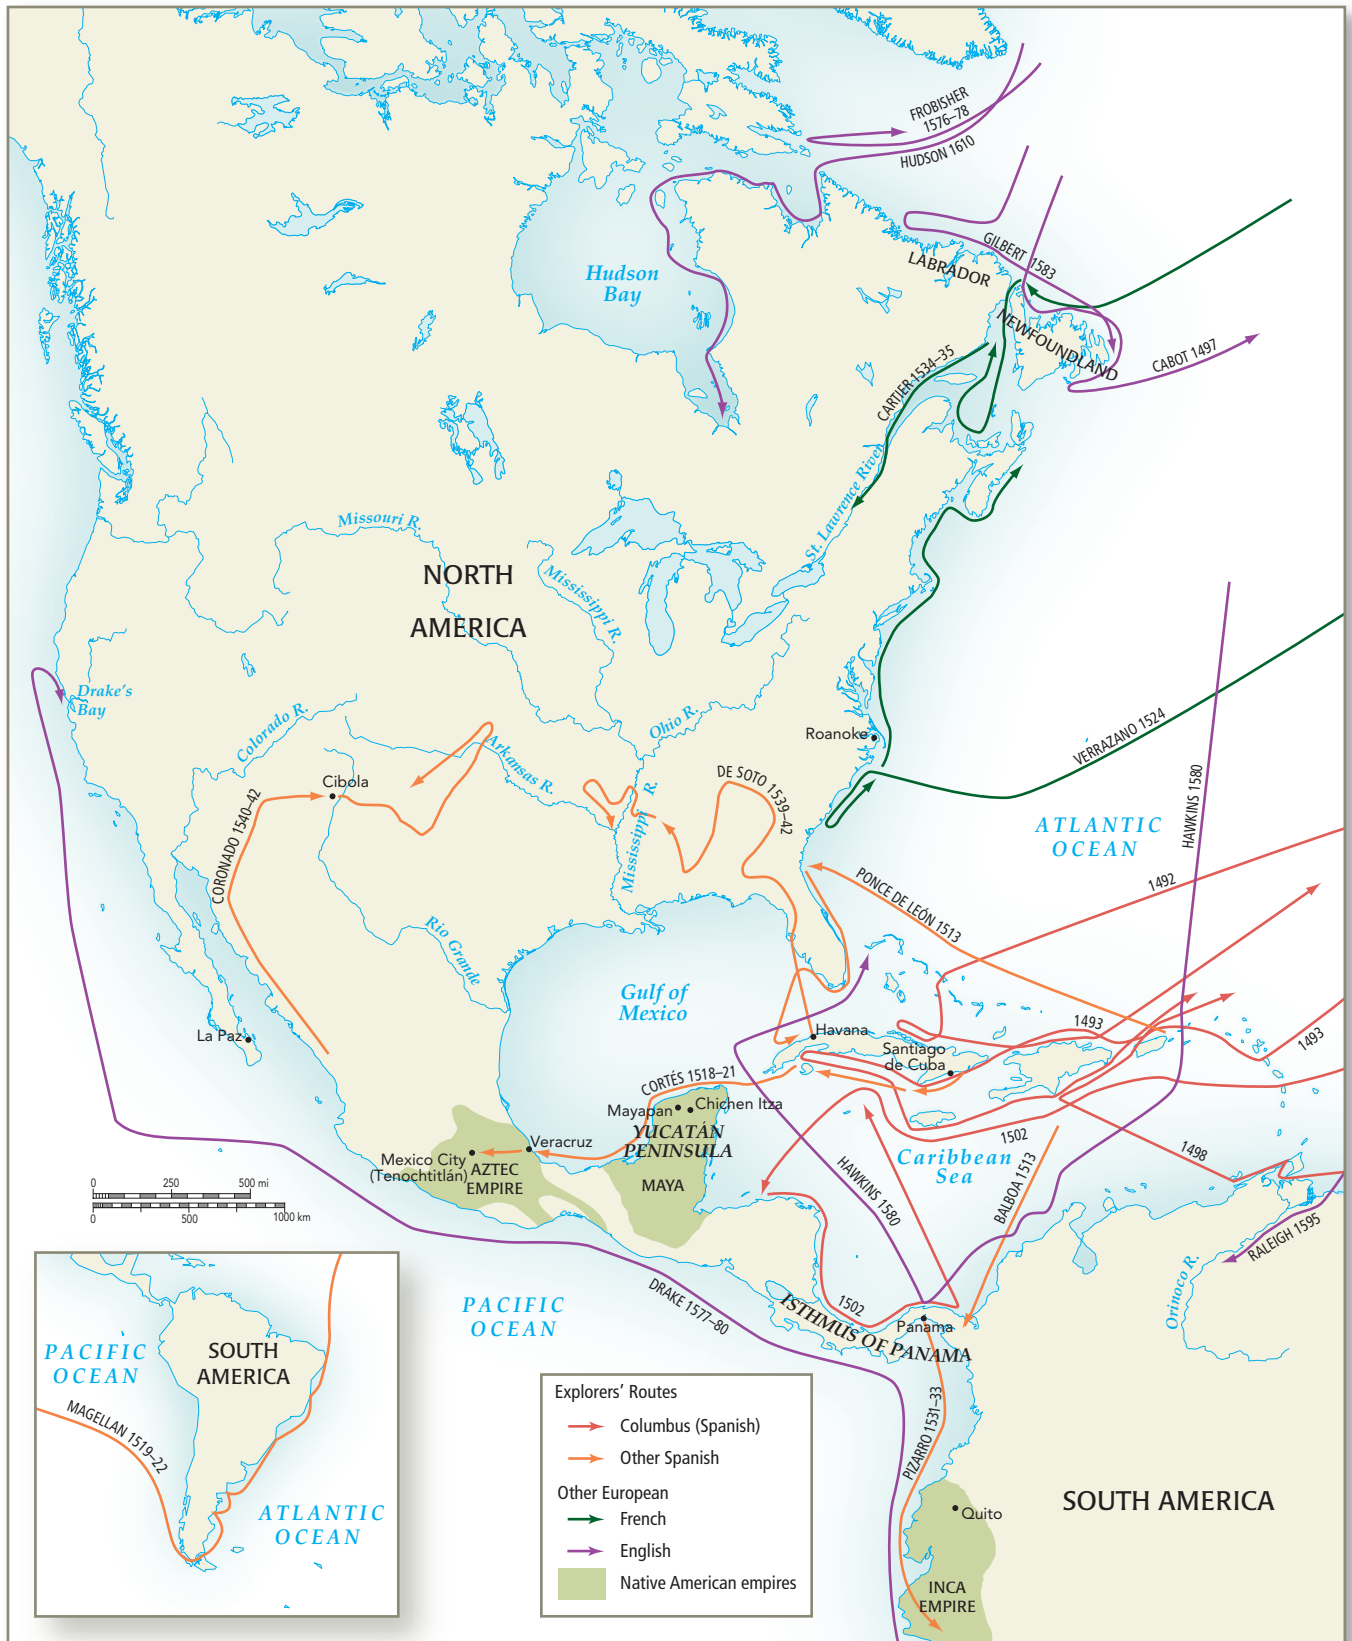 FROBISHER
1576–78
HUDSON 1610
GILBERT 1583
LABRADOR
Hudson
Bay
NEWFOUNDLAND
CABOT 1497
CARTIER 1534–35
St. Lawrence River
Missouri R.
NORTH
AMERICA
Mississippi R.
Drake's
Bay
Colorado R.
Ohio R.
Roanoke
VERRAZANO 1524
HAWKINS 1580
Arkansas R.
Cibola
DE SOTO 1539–42
CORONADO 1540–42
Mississippi R.
ATLANTIC
OCEAN
1492
PONCE DE LEÓN 1513
Rio Grande
Gulf of
Mexico
La Paz
Havana
1493
1493
Santiago
de Cuba
CORTÉS 1518–21
Mayapan
Chichen Itza
YUCATÁN
PENINSULA
Veracruz
Mexico City
(Tenochtitlán)
AZTEC
EMPIRE
MAYA
1502
Caribbean
Sea
1498
HAWKINS 1580
BALBOA 1513
RALEIGH 1595
Orinoco R.
0 250 500 mi
0 500 1000 km
PACIFIC
OCEAN
DRAKE 1577–80
1502
ISTHMUS OF PANAMA
Panama
PIZARRO 1531–33
SOUTH AMERICA
Quito
INCA
EMPIRE
PACIFIC
OCEAN
SOUTH
AMERICA
MAGELLAN 1519–22
ATLANTIC
OCEAN
Explorers' Routes
Columbus (Spanish)
Other Spanish
Other European
French
English
Native American empires